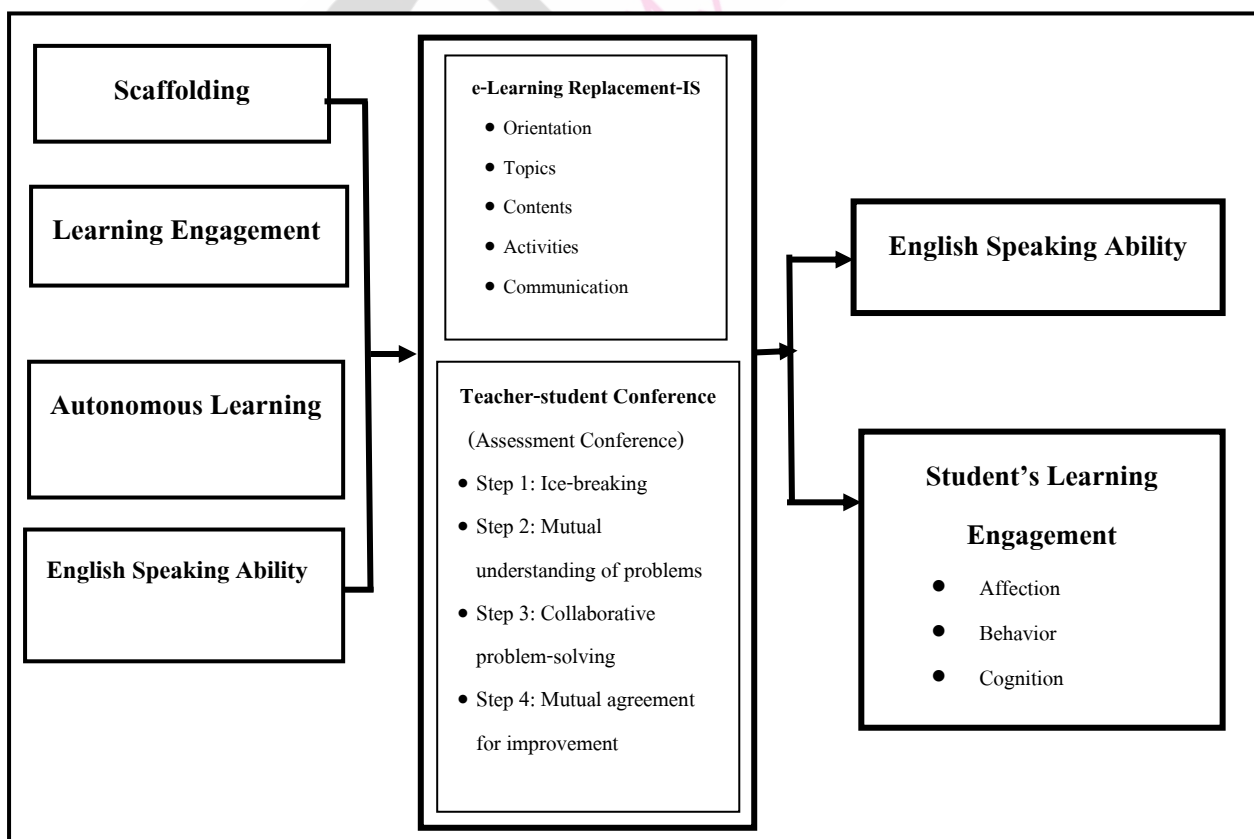 Scaffolding
Learning Engagement
Autonomous Learning
English Speaking Ability
e-Learning Replacement-IS
• Orientation
• Topics
• Contents
• Activities
• Communication
Teacher-student Conference
(Assessment Conference)
• Step 1: Ice-breaking
• Step 2: Mutual
understanding of problems
• Step 3: Collaborative
problem-solving
• Step 4: Mutual agreement
for improvement
English Speaking Ability
Student’s Learning
Engagement
• Affection
• Behavior
• Cognition